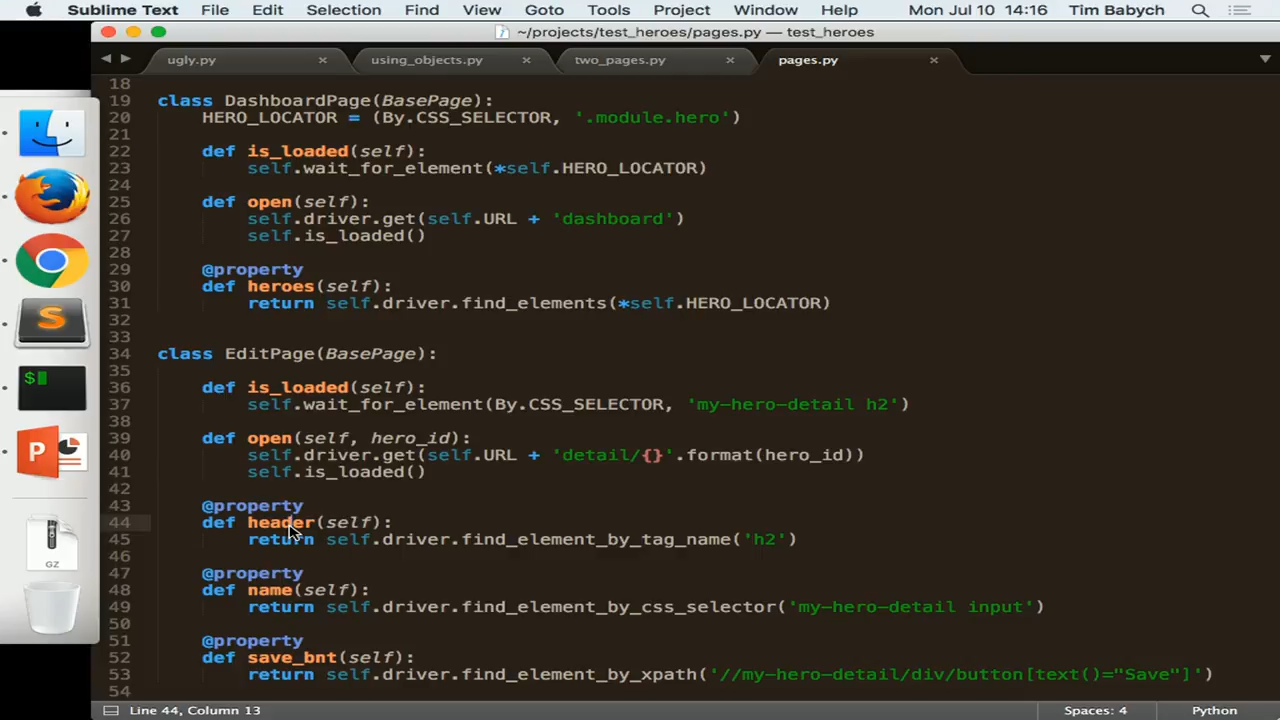 Sublime Text File Edit Selection Find View Goto Tools Project Window Help Mon Jul 10 14:16 Tim Babych
~/projects/test_heroes/pages.py — test_heroes
ugly.py × using_objects.py × two_pages.py × pages.py ×
18
19 class DashboardPage(BasePage):
20 HERO_LOCATOR = (By.CSS_SELECTOR, '.module.hero')
21
22 def is_loaded(self):
23 self.wait_for_element(*self.HERO_LOCATOR)
24
25 def open(self):
26 self.driver.get(self.URL + 'dashboard')
27 self.is_loaded()
28
29 @property
30 def heroes(self):
31 return self.driver.find_elements(*self.HERO_LOCATOR)
32
33
34 class EditPage(BasePage):
35
36 def is_loaded(self):
37 self.wait_for_element(By.CSS_SELECTOR, 'my-hero-detail h2')
38
39 def open(self, hero_id):
40 self.driver.get(self.URL + 'detail/{}'.format(hero_id))
41 self.is_loaded()
42
43 @property
44 def header(self):
45 return self.driver.find_element_by_tag_name('h2')
46
47 @property
48 def name(self):
49 return self.driver.find_element_by_css_selector('my-hero-detail input')
50
51 @property
52 def save_bnt(self):
53 return self.driver.find_element_by_xpath('//my-hero-detail/div/button[text()="Save"]')
54
S
$
P
GZ
Line 44, Column 13 Spaces: 4 Python